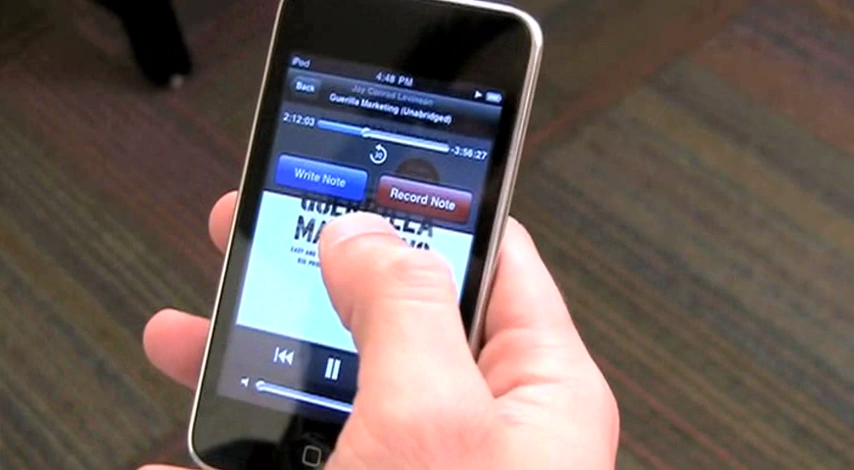 iPod
4:48 PM
Back
Jay Conrad Levinson
Guerilla Marketing (Unabridged)
2:12:03
-3:56:27
30
Write Note
Record Note